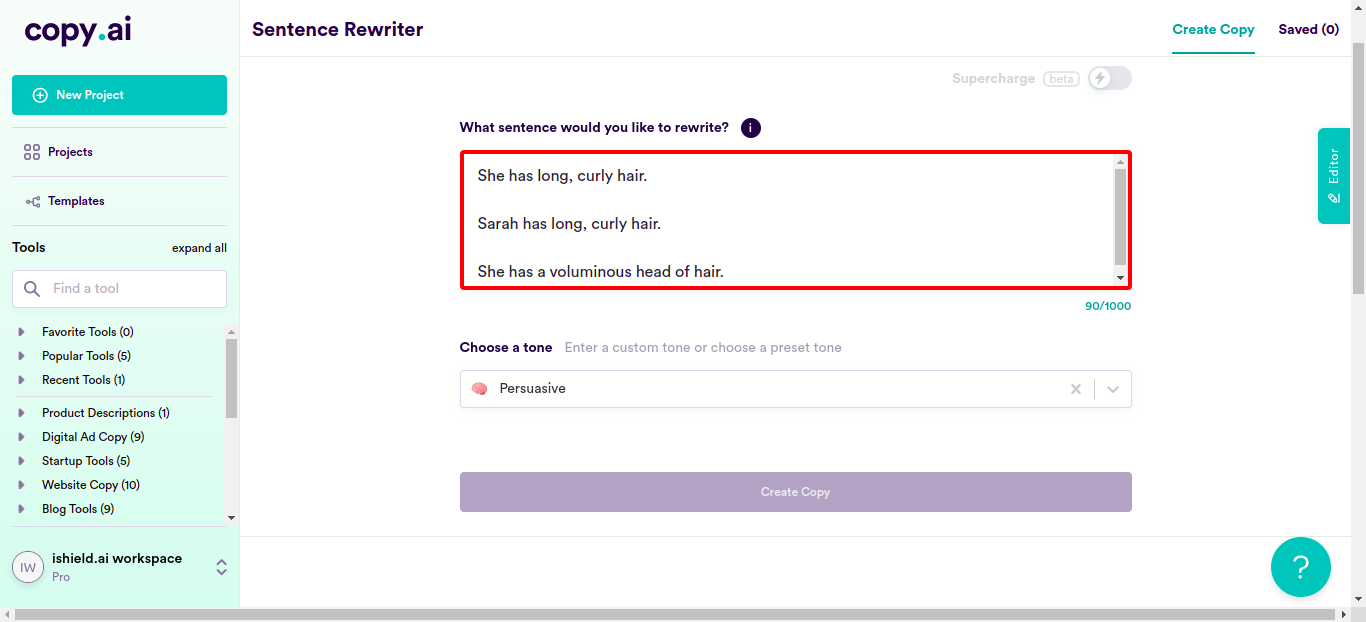 copy.ai
Sentence Rewriter
Create Copy
Saved (0)
New Project
Projects
Templates
Tools
expand all
Find a tool
Favorite Tools (0)
Popular Tools (5)
Recent Tools (1)
Product Descriptions (1)
Digital Ad Copy (9)
Startup Tools (5)
Website Copy (10)
Blog Tools (9)
IW
ishield.ai workspace
Pro
Supercharge beta
What sentence would you like to rewrite? i
She has long, curly hair.
Sarah has long, curly hair.
She has a voluminous head of hair.
90/1000
Choose a tone Enter a custom tone or choose a preset tone
Persuasive
Create Copy
Editor
?